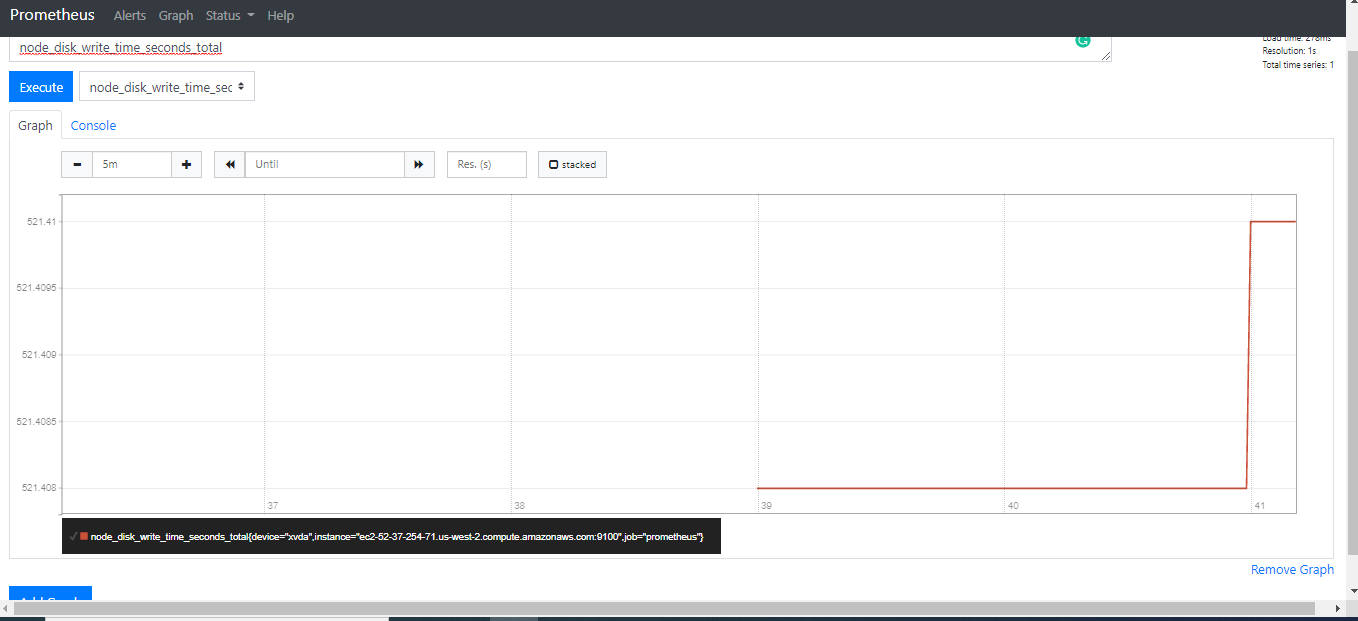 Prometheus Alerts Graph Status Help
node_disk_write_time_seconds_total
Load time: 278ms
Resolution: 1s
Total time series: 1
Execute node_disk_write_time_sec
Graph Console
5m Until Res. (s) stacked
521.41
521.4095
521.409
521.4085
521.408
37 38 39 40 41
node_disk_write_time_seconds_total{device="xvda",instance="ec2-52-37-254-71.us-west-2.compute.amazonaws.com:9100",job="prometheus"}
Remove Graph
Add Graph